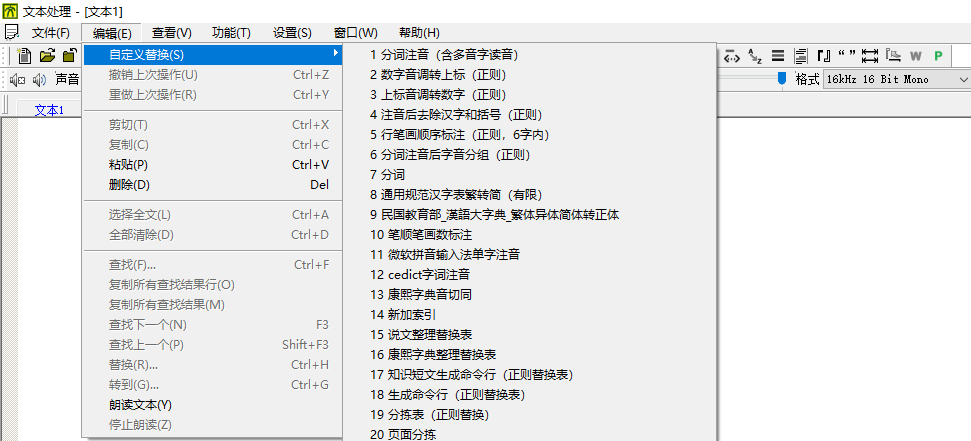 文本处理 - [文本1]
文件(F) 编辑(E) 查看(V) 功能(T) 设置(S) 窗口(W) 帮助(H)
声音
格式 16kHz 16 Bit Mono
文本1
自定义替换(S)
撤销上次操作(U) Ctrl+Z
重做上次操作(R) Ctrl+Y
剪切(T) Ctrl+X
复制(C) Ctrl+C
粘贴(P) Ctrl+V
删除(D) Del
选择全文(L) Ctrl+A
全部清除(D) Ctrl+D
查找(F)... Ctrl+F
复制所有查找结果行(O)
复制所有查找结果(M)
查找下一个(N) F3
查找上一个(P) Shift+F3
替换(R)... Ctrl+H
转到(G)... Ctrl+G
朗读文本(Y)
停止朗读(Z)
1 分词注音（含多音字读音）
2 数字音调转上标（正则）
3 上标音调转数字（正则）
4 注音后去除汉字和括号（正则）
5 行笔画顺序标注（正则，6字内）
6 分词注音后字音分组（正则）
7 分词
8 通用规范汉字表繁转简（有限）
9 民国教育部_漢語大字典_繁体异体简体转正体
10 笔顺笔画数标注
11 微软拼音输入法单字注音
12 cedict字词注音
13 康熙字典音切同
14 新加索引
15 说文整理替换表
16 康熙字典整理替换表
17 知识短文生成命令行（正则替换表）
18 生成命令行（正则替换表）
19 分拣表（正则替换）
20 页面分拣